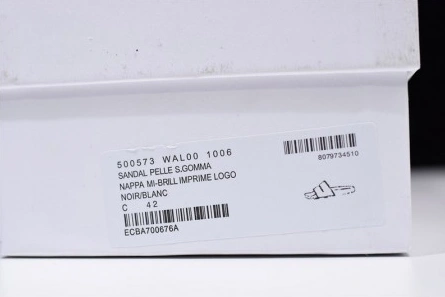 500573 WAL00 1006
SANDAL PELLE S.GOMMA
NAPPA MI-BRILL IMPRIME LOGO
NOIR/BLANC
C 42
ECBA700676A
8079734510